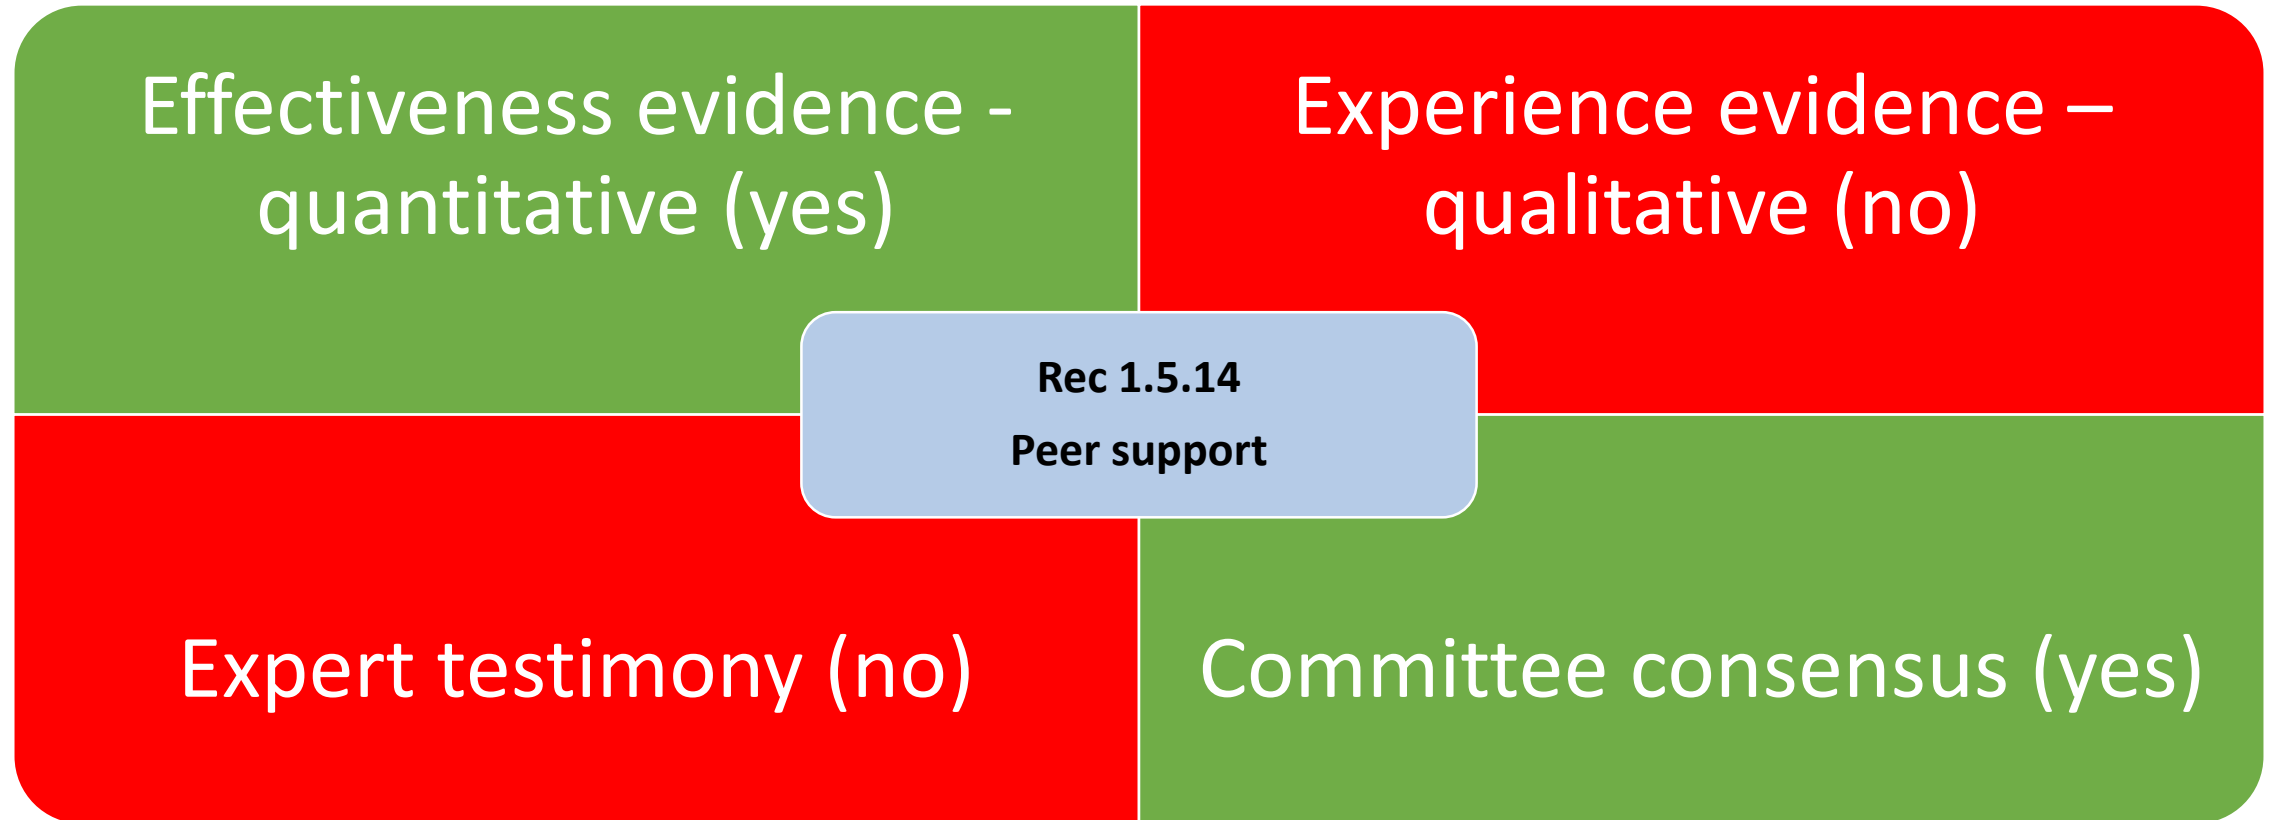 Effectiveness evidence -
quantitative (yes)
Experience evidence –
qualitative (no)
Rec 1.5.14
Peer support
Expert testimony (no)
Committee consensus (yes)